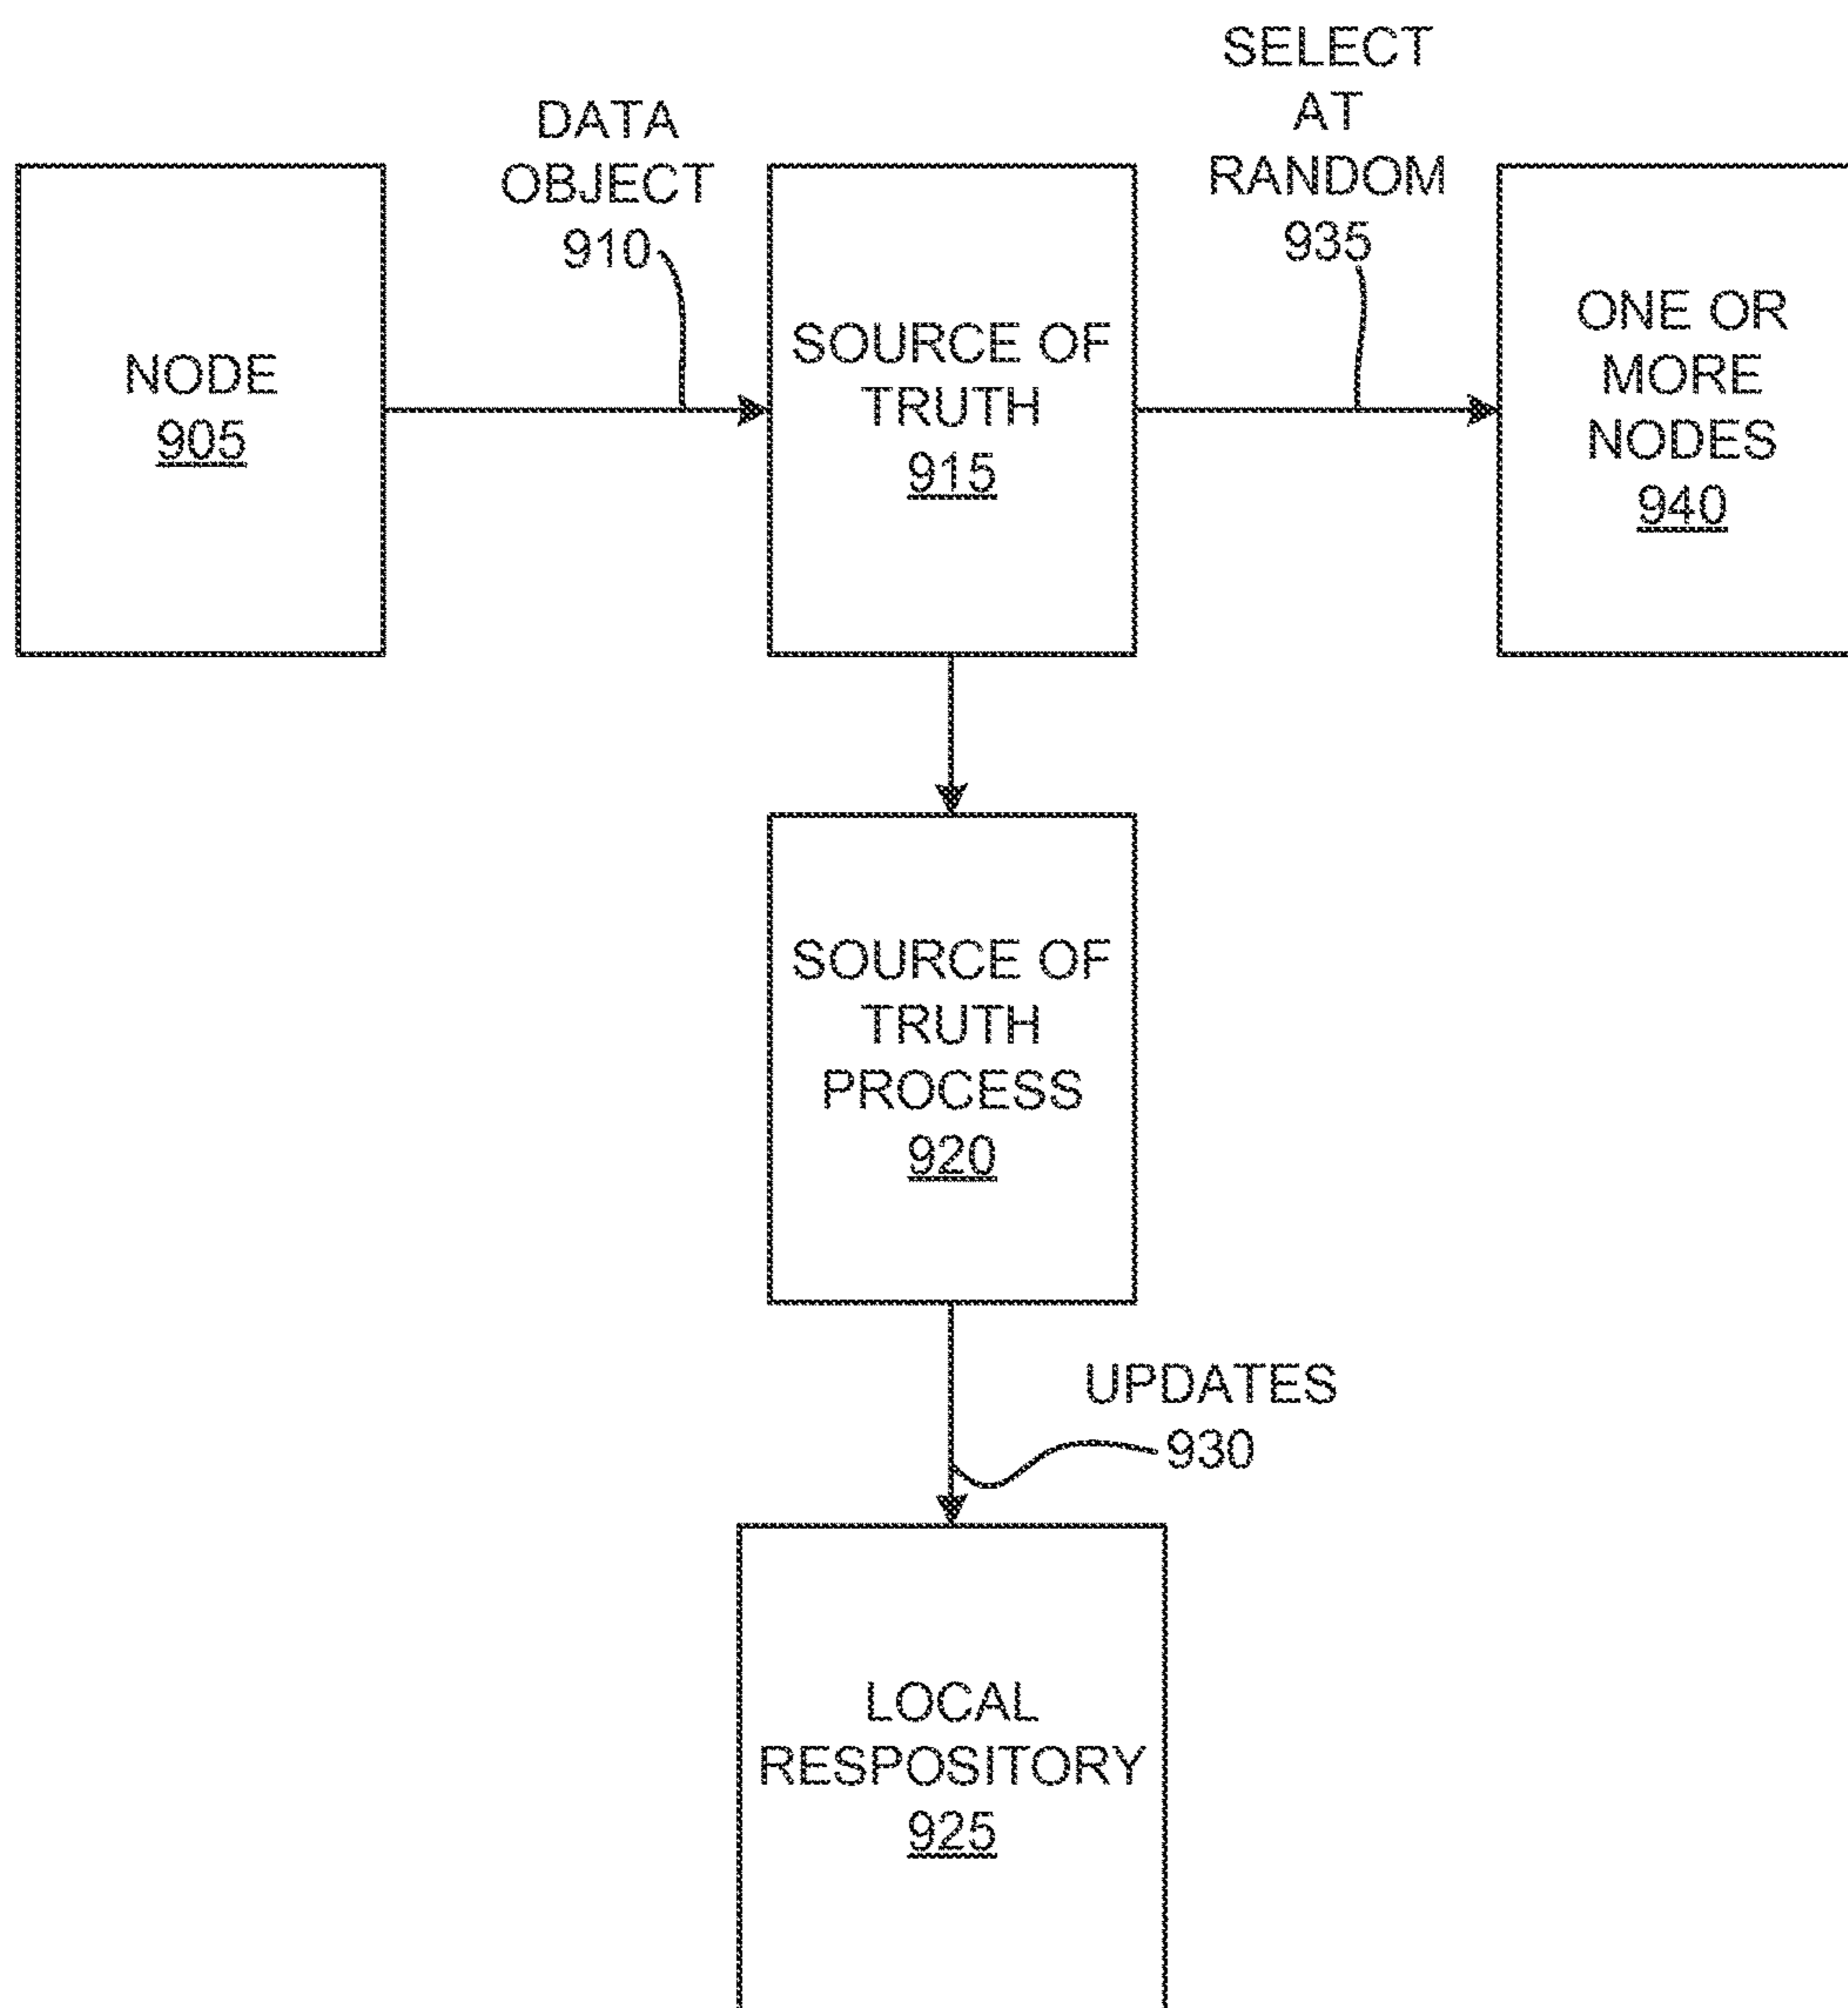 SELECT
AT
RANDOM
935
DATA
OBJECT
910
NODE
905
SOURCE OF
TRUTH
915
ONE OR
MORE
NODES
940
SOURCE OF
TRUTH
PROCESS
920
UPDATES
930
LOCAL
RESPOSITORY
925